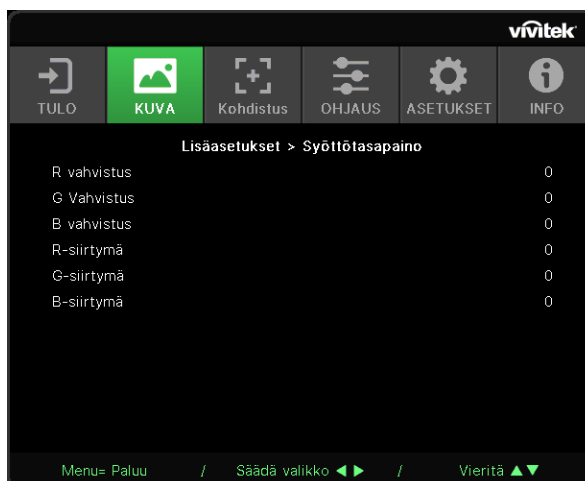 vivitek
TULO KUVA Kohdistus OHJAUS ASETUKSET INFO
Lisäasetukset > Syöttötasapaino
R vahvistus 0
G Vahvistus 0
B vahvistus 0
R-siirtymä 0
G-siirtymä 0
B-siirtymä 0
Menu= Paluu / Säädä valikko ◀ ▶ / Vieritä ▲▼